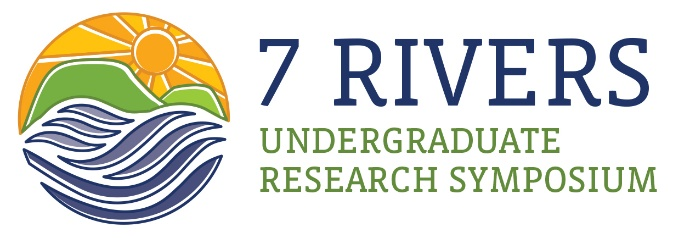 7 RIVERS
UNDERGRADUATE
RESEARCH SYMPOSIUM